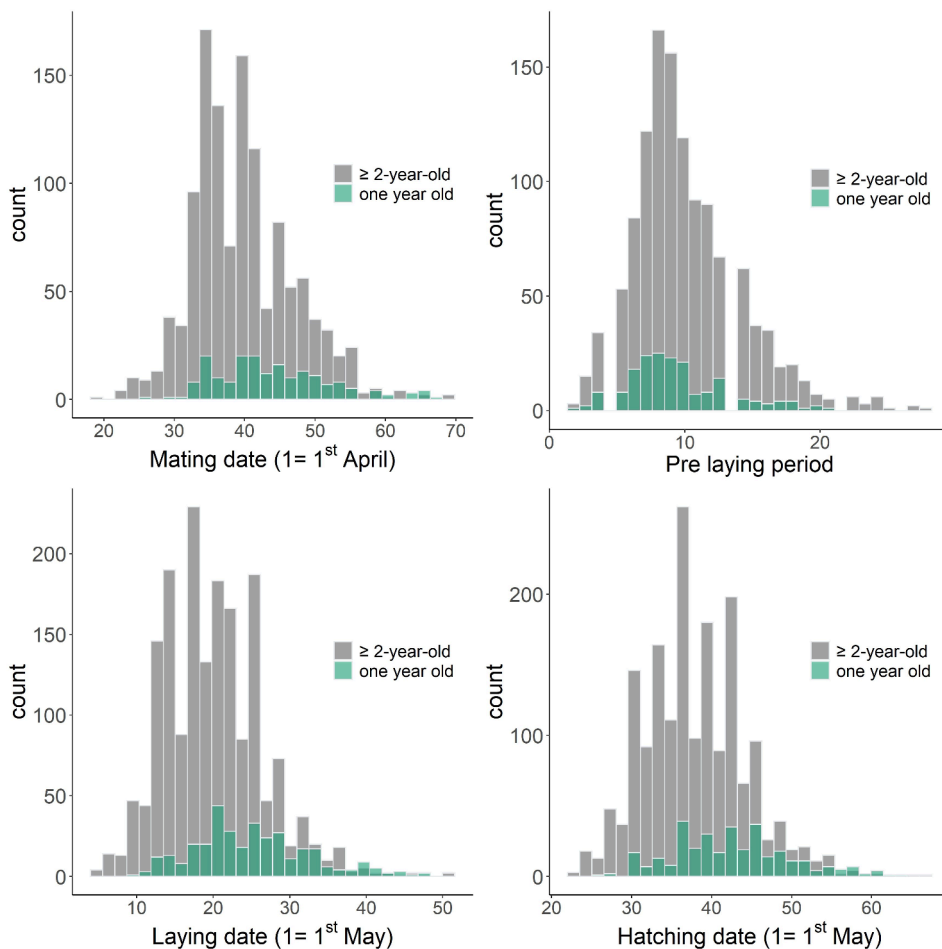 150
100
50
0
count
≥ 2-year-old
one year old
20 30 40 50 60 70
Mating date (1= 1st April)
150
100
50
0
count
≥ 2-year-old
one year old
0 10 20
Pre laying period
200
150
100
50
0
count
≥ 2-year-old
one year old
10 20 30 40 50
Laying date (1= 1st May)
200
100
0
count
≥ 2-year-old
one year old
20 30 40 50 60
Hatching date (1= 1st May)